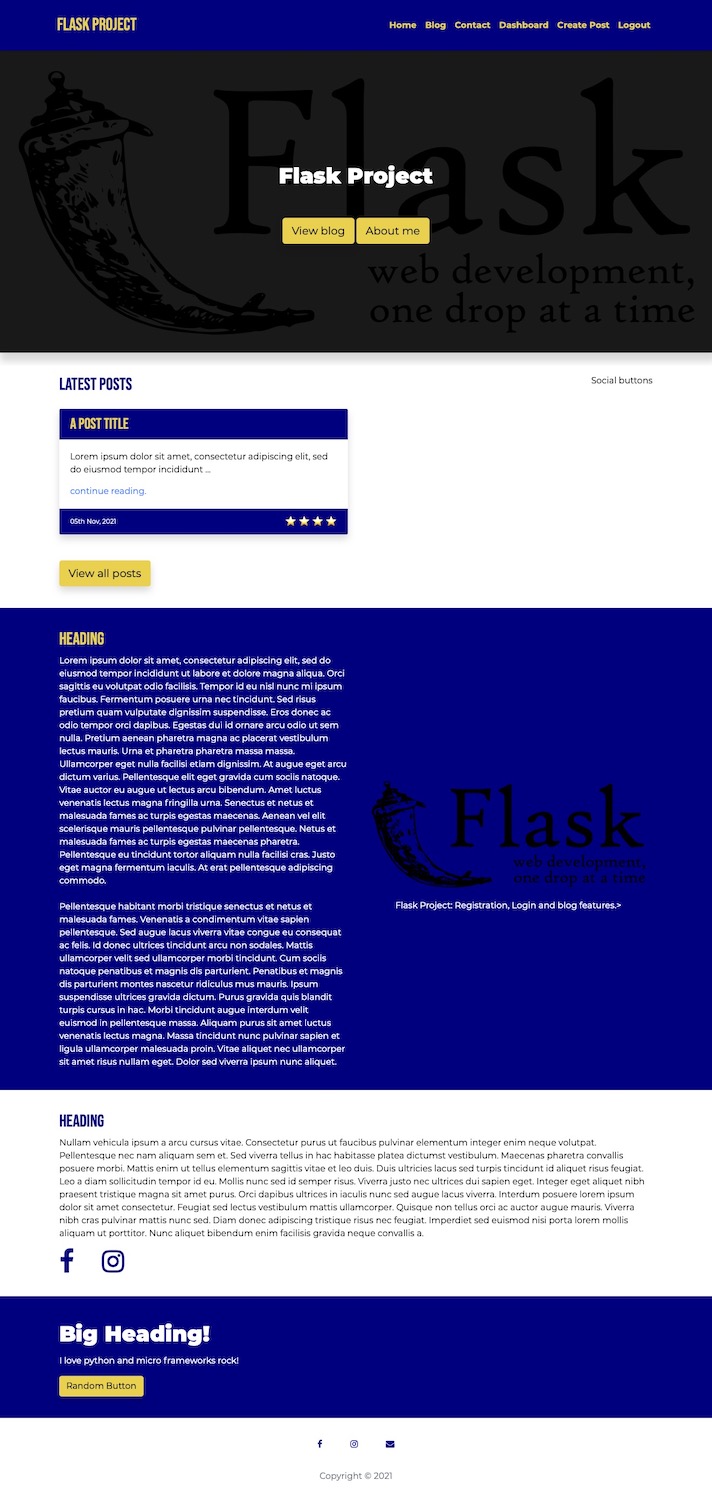 FLASK PROJECT
Home Blog Contact Dashboard Create Post Logout
Flask
web development,
one drop at a time
Flask Project
View blog About me
LATEST POSTS
Social buttons
A POST TITLE
Lorem ipsum dolor sit amet, consectetur adipiscing elit, sed
do eiusmod tempor incididunt ...
continue reading.
05th Nov, 2021
View all posts
HEADING
Lorem ipsum dolor sit amet, consectetur adipiscing elit, sed do
eiusmod tempor incididunt ut labore et dolore magna aliqua. Orci
sagittis eu volutpat odio facilisis. Tempor id eu nisl nunc mi ipsum
faucibus. Fermentum posuere urna nec tincidunt. Sed risus
pretium quam vulputate dignissim suspendisse. Eros donec ac
odio tempor orci dapibus. Egestas dui id ornare arcu odio ut sem
nulla. Pretium aenean pharetra magna ac placerat vestibulum
lectus mauris. Urna et pharetra pharetra massa massa.
Ullamcorper eget nulla facilisi etiam dignissim. At augue eget arcu
dictum varius. Pellentesque elit eget gravida cum sociis natoque.
Vitae auctor eu augue ut lectus arcu bibendum. Amet luctus
venenatis lectus magna fringilla urna. Senectus et netus et
malesuada fames ac turpis egestas maecenas. Aenean vel elit
scelerisque mauris pellentesque pulvinar pellentesque. Netus et
malesuada fames ac turpis egestas maecenas pharetra.
Pellentesque eu tincidunt tortor aliquam nulla facilisi cras. Justo
eget magna fermentum iaculis. At erat pellentesque adipiscing
commodo.
Pellentesque habitant morbi tristique senectus et netus et
malesuada fames. Venenatis a condimentum vitae sapien
pellentesque. Sed augue lacus viverra vitae congue eu consequat
ac felis. Id donec ultrices tincidunt arcu non sodales. Mattis
ullamcorper velit sed ullamcorper morbi tincidunt. Cum sociis
natoque penatibus et magnis dis parturient. Penatibus et magnis
dis parturient montes nascetur ridiculus mus mauris. Ipsum
suspendisse ultrices gravida dictum. Purus gravida quis blandit
turpis cursus in hac. Morbi tincidunt augue interdum velit
euismod in pellentesque massa. Aliquam purus sit amet luctus
venenatis lectus magna. Massa tincidunt nunc pulvinar sapien et
ligula ullamcorper malesuada proin. Vitae aliquet nec ullamcorper
sit amet risus nullam eget. Dolor sed viverra ipsum nunc aliquet.
Flask
web development,
one drop at a time
Flask Project: Registration, Login and blog features.>
HEADING
Nullam vehicula ipsum a arcu cursus vitae. Consectetur purus ut faucibus pulvinar elementum integer enim neque volutpat.
Pellentesque nec nam aliquam sem et. Sed viverra tellus in hac habitasse platea dictumst vestibulum. Maecenas pharetra convallis
posuere morbi. Mattis enim ut tellus elementum sagittis vitae et leo duis. Duis ultricies lacus sed turpis tincidunt id aliquet risus feugiat.
Leo a diam sollicitudin tempor id eu. Mollis nunc sed id semper risus. Viverra justo nec ultrices dui sapien eget. Integer eget aliquet nibh
praesent tristique magna sit amet purus. Orci dapibus ultrices in iaculis nunc sed augue lacus viverra. Interdum posuere lorem ipsum
dolor sit amet consectetur. Feugiat sed lectus vestibulum mattis ullamcorper. Quisque non tellus orci ac auctor augue mauris. Viverra
nibh cras pulvinar mattis nunc sed. Diam donec adipiscing tristique risus nec feugiat. Imperdiet sed euismod nisi porta lorem mollis
aliquam ut porttitor. Nunc aliquet bibendum enim facilisis gravida neque convallis a.
Big Heading!
I love python and micro frameworks rock!
Random Button
Copyright © 2021